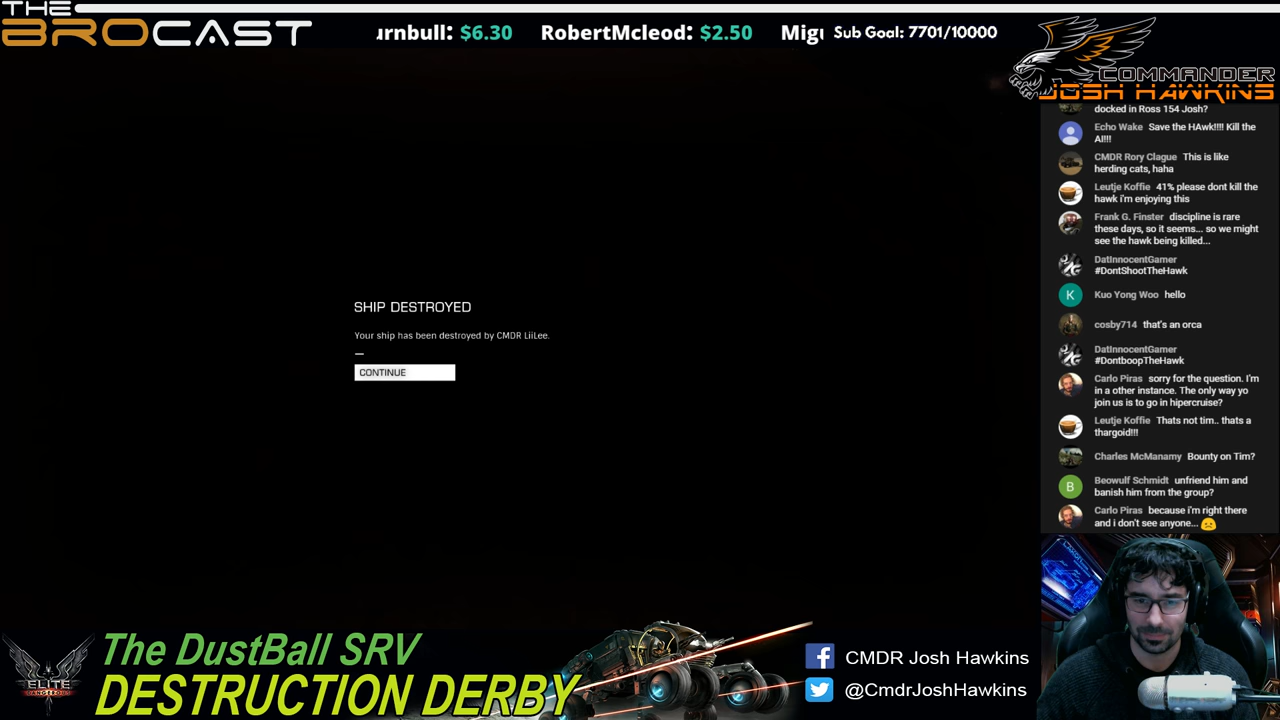 THE
BROCAST
urnbull: $6.30 RobertMcleod: $2.50 Migu
Sub Goal: 7701/10000
COMMANDER
JOSH HAWKINS
docked in Ross 154 Josh?
Echo Wake Save the HAwk!!!! Kill the
AI!!!
CMDR Rory Clague This is like
herding cats, haha
Leutje Koffie 41% please dont kill the
hawk i'm enjoying this
Frank G. Finster discipline is rare
these days, so it seems... so we might
see the hawk being killed...
DatInnocentGamer
#DontShootTheHawk
K
Kuo Yong Woo hello
cosby714 that's an orca
DatInnocentGamer
#DontboopTheHawk
Carlo Piras sorry for the question. I'm
in a other instance. The only way yo
join us is to go in hipercruise?
Leutje Koffie Thats not tim.. thats a
thargoid!!!
Charles McManamy Bounty on Tim?
B
Beowulf Schmidt unfriend him and
banish him from the group?
Carlo Piras because i'm right there
and i don't see anyone...
SHIP DESTROYED
Your ship has been destroyed by CMDR LiiLee.
CONTINUE
ELITE
DANGEROUS
The DustBall SRV
DESTRUCTION DERBY
CMDR Josh Hawkins
@CmdrJoshHawkins